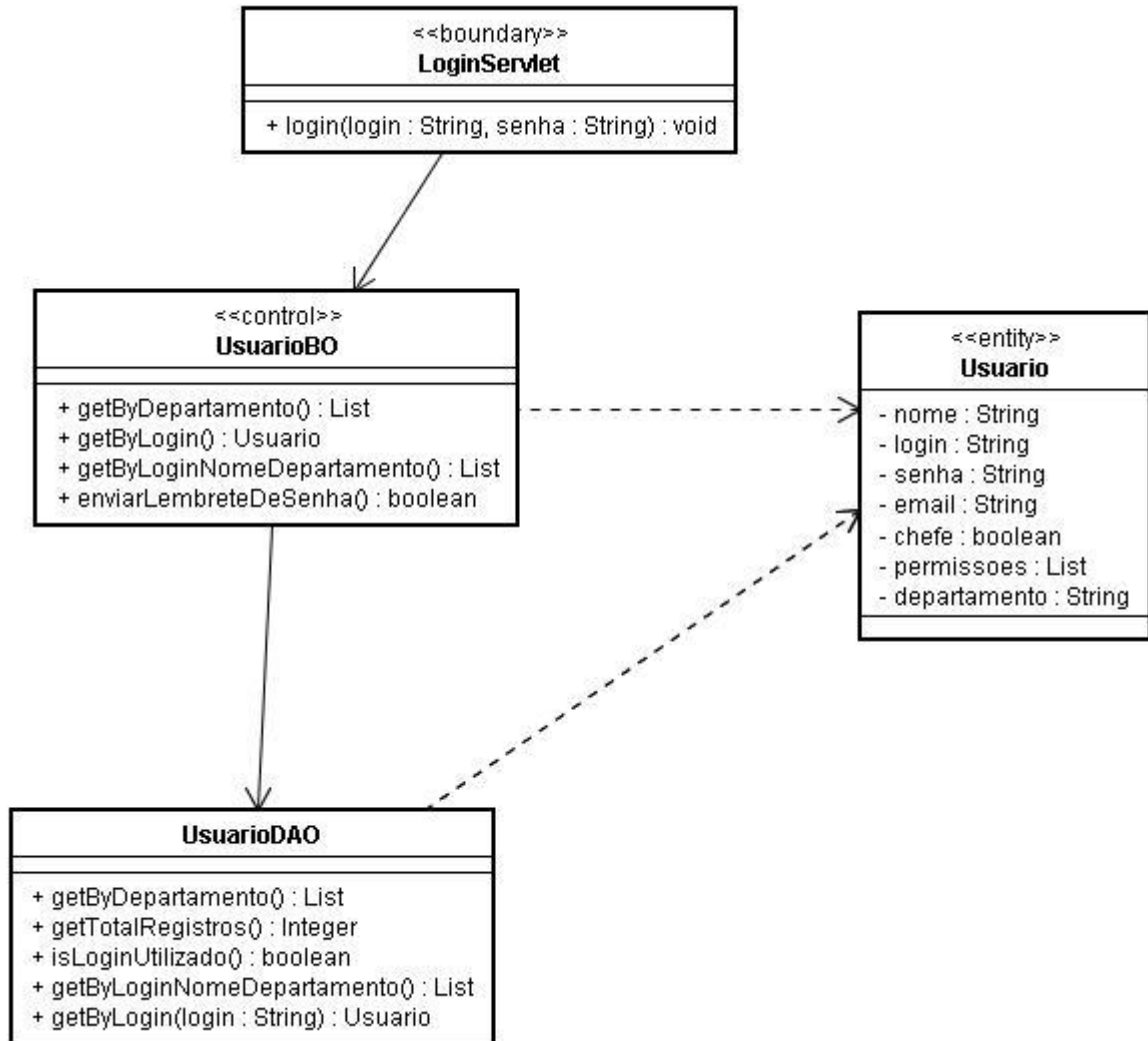 <<boundary>>
LoginServlet
+ login(login : String, senha : String) : void
<<control>>
UsuarioBO
+ getByDepartamento() : List
+ getByLogin() : Usuario
+ getByLoginNomeDepartamento() : List
+ enviarLembreteDeSenha() : boolean
<<entity>>
Usuario
- nome : String
- login : String
- senha : String
- email : String
- chefe : boolean
- permissoes : List
- departamento : String
UsuarioDAO
+ getByDepartamento() : List
+ getTotalRegistros() : Integer
+ isLoginUtilizado() : boolean
+ getByLoginNomeDepartamento() : List
+ getByLogin(login : String) : Usuario